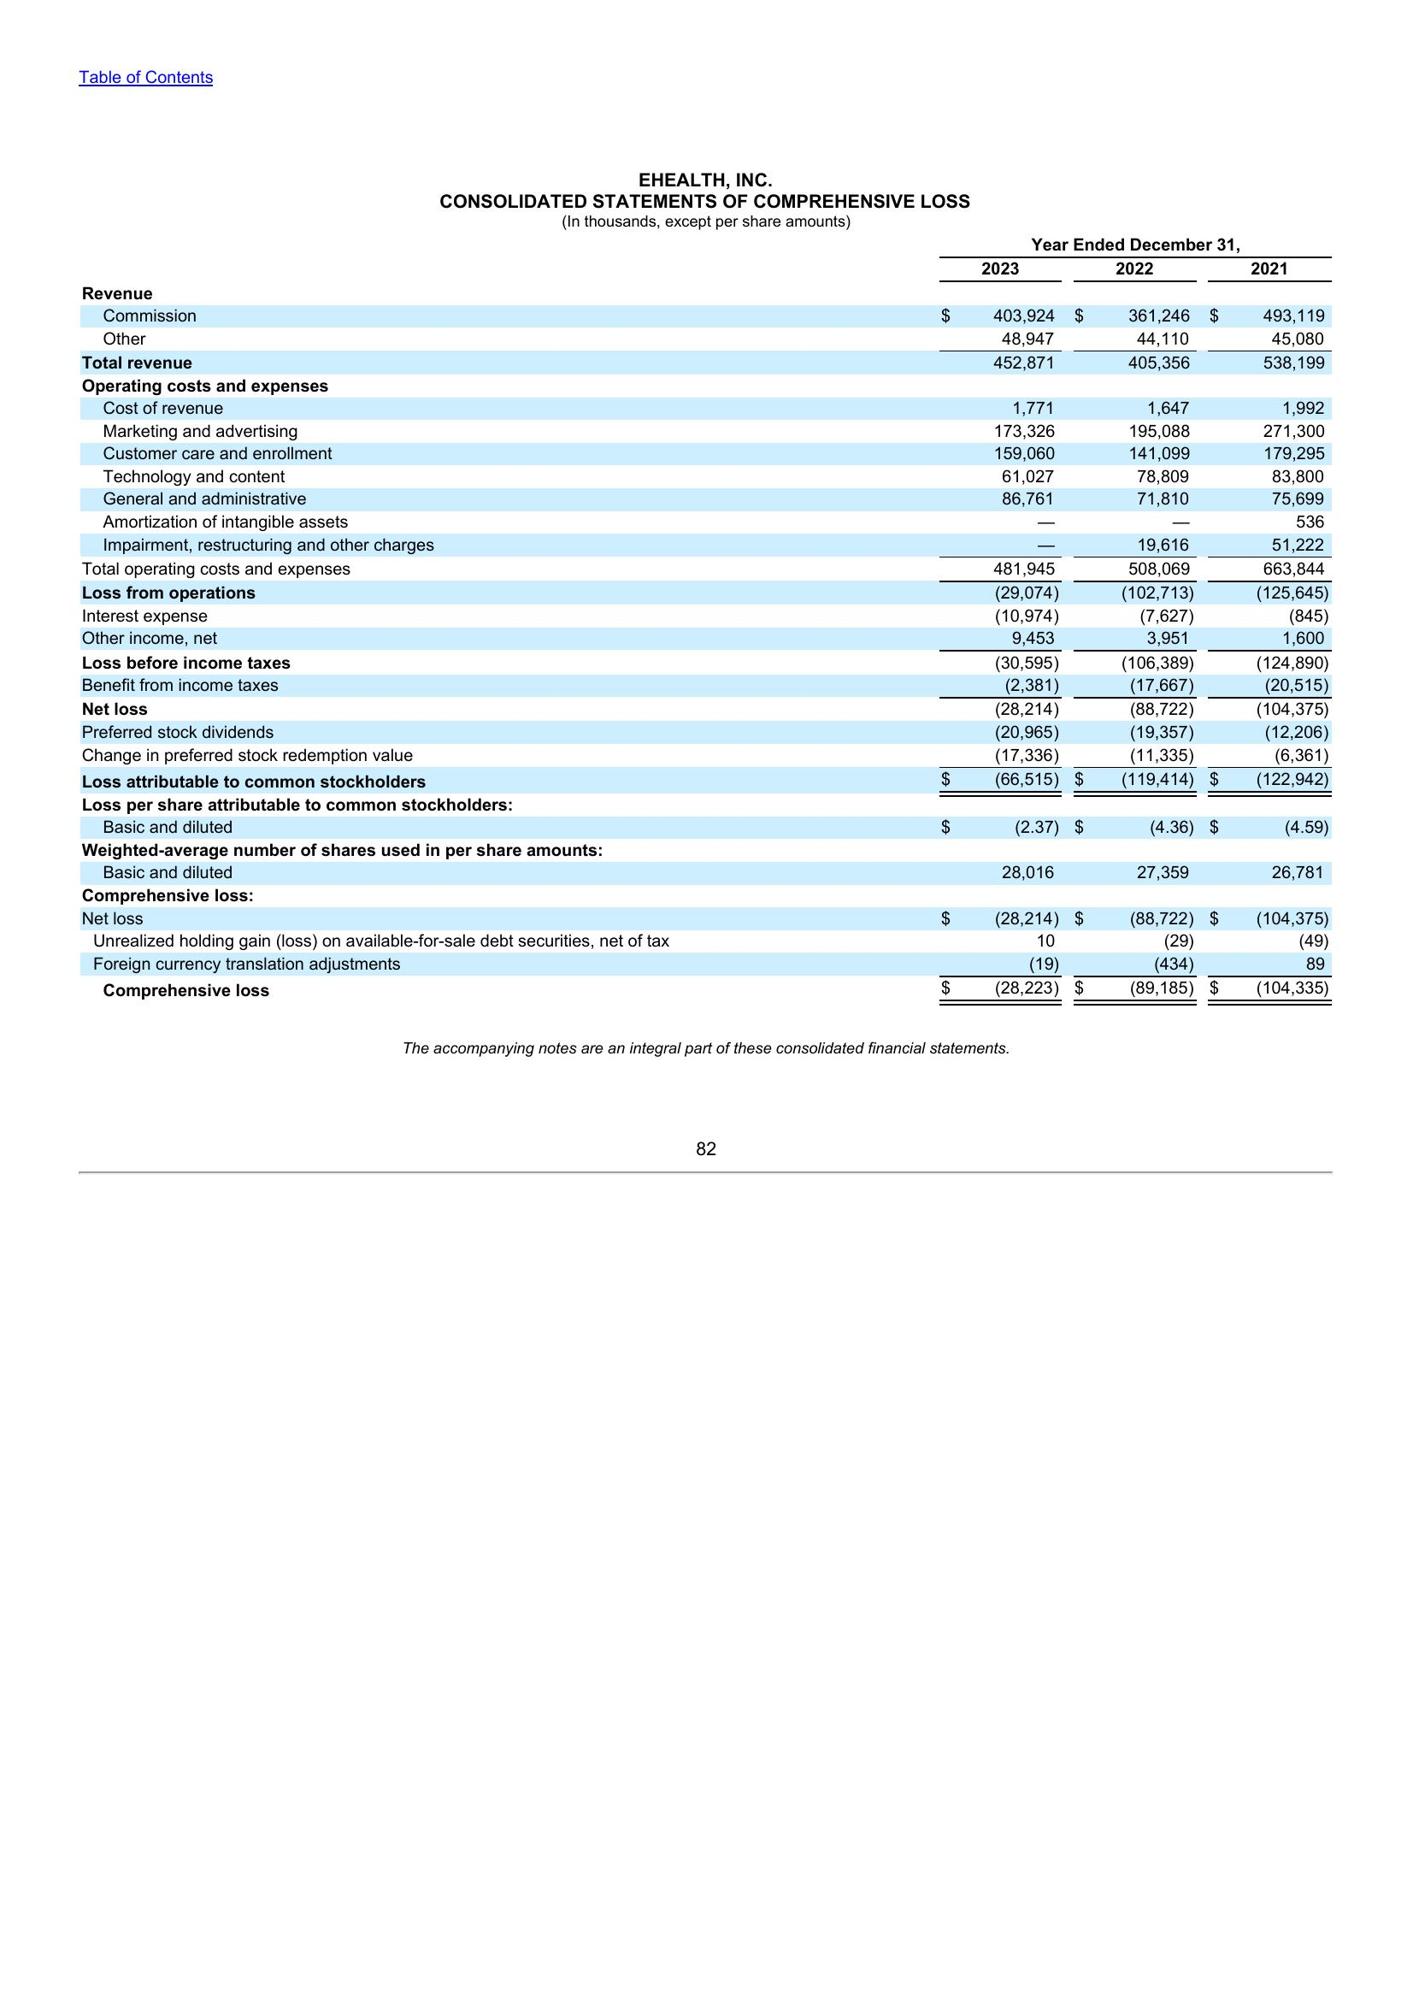 Table of Contents
EHEALTH, INC.
CONSOLIDATED STATEMENTS OF COMPREHENSIVE LOSS
(In thousands, except per share amounts)
Year Ended December 31,
2023 2022 2021
Revenue
Commission $ 403,924 $ 361,246 $ 493,119
Other 48,947 44,110 45,080
Total revenue 452,871 405,356 538,199
Operating costs and expenses
Cost of revenue 1,771 1,647 1,992
Marketing and advertising 173,326 195,088 271,300
Customer care and enrollment 159,060 141,099 179,295
Technology and content 61,027 78,809 83,800
General and administrative 86,761 71,810 75,699
Amortization of intangible assets — — 536
Impairment, restructuring and other charges — 19,616 51,222
Total operating costs and expenses 481,945 508,069 663,844
Loss from operations (29,074) (102,713) (125,645)
Interest expense (10,974) (7,627) (845)
Other income, net 9,453 3,951 1,600
Loss before income taxes (30,595) (106,389) (124,890)
Benefit from income taxes (2,381) (17,667) (20,515)
Net loss (28,214) (88,722) (104,375)
Preferred stock dividends (20,965) (19,357) (12,206)
Change in preferred stock redemption value (17,336) (11,335) (6,361)
Loss attributable to common stockholders $ (66,515) $ (119,414) $ (122,942)
Loss per share attributable to common stockholders:
Basic and diluted $ (2.37) $ (4.36) $ (4.59)
Weighted-average number of shares used in per share amounts:
Basic and diluted 28,016 27,359 26,781
Comprehensive loss:
Net loss $ (28,214) $ (88,722) $ (104,375)
Unrealized holding gain (loss) on available-for-sale debt securities, net of tax 10 (29) (49)
Foreign currency translation adjustments (19) (434) 89
Comprehensive loss $ (28,223) $ (89,185) $ (104,335)
The accompanying notes are an integral part of these consolidated financial statements.
82